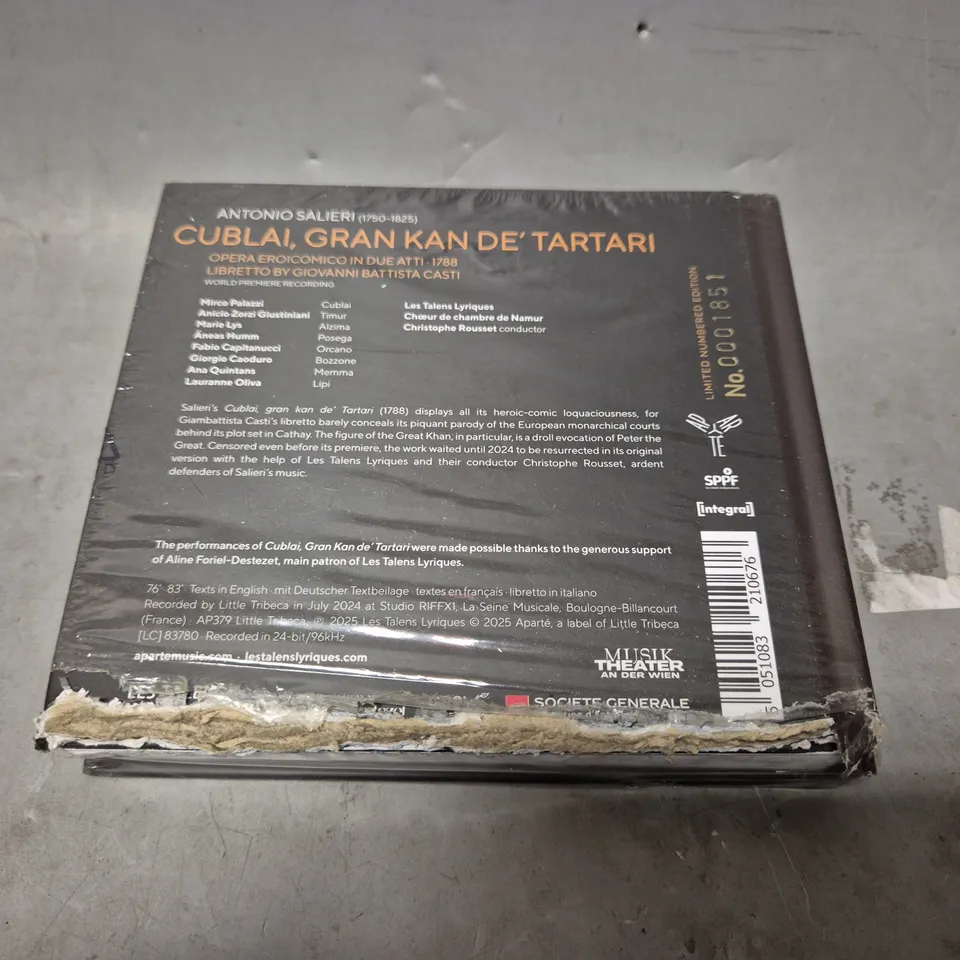 ANTONIO SALIERI (1750-1825)
CUBLAI, GRAN KAN DE' TARTARI
OPERA EROICOMICO IN DUE ATTI · 1788
LIBRETTO BY GIOVANNI BATTISTA CASTI
WORLD PREMIERE RECORDING
Mirco Palazzi Cublai
Anicio Zorzi Giustiniani Timur
Marie Lys Alzima
Äneas Humm Posega
Fabio Capitanucci Orcano
Giorgio Caoduro Bozzone
Ana Quintans Memma
Lauranne Oliva Lipi
Les Talens Lyriques
Chœur de chambre de Namur
Christophe Rousset conductor
Salieri's Cublai, gran kan de' Tartari (1788) displays all its heroic-comic loquaciousness, for
Giambattista Casti's libretto barely conceals its piquant parody of the European monarchical courts
behind its plot set in Cathay. The figure of the Great Khan, in particular, is a droll evocation of Peter the
Great. Censored even before its premiere, the work waited until 2024 to be resurrected in its original
version with the help of Les Talens Lyriques and their conductor Christophe Rousset, ardent
defenders of Salieri's music.
The performances of Cublai, Gran Kan de' Tartari were made possible thanks to the generous support
of Aline Foriel-Destezet, main patron of Les Talens Lyriques.
76' · 83' · Texts in English · mit Deutscher Textbeilage · textes en français · libretto in italiano
Recorded by Little Tribeca in July 2024 at Studio RIFFX1, La Seine Musicale, Boulogne-Billancourt
(France) · AP379 Little Tribeca, ℗ 2025 Les Talens Lyriques © 2025 Aparté, a label of Little Tribeca
[LC] 83780 · Recorded in 24-bit/96kHz
apartemusic.com · lestalenslyriques.com
MUSIK
THEATER
AN DER WIEN
SOCIETE GENERALE
LIMITED NUMBERED EDITION
No. 0001851
AP
AR
TE
SPPF
[integral]
5 051083 210676